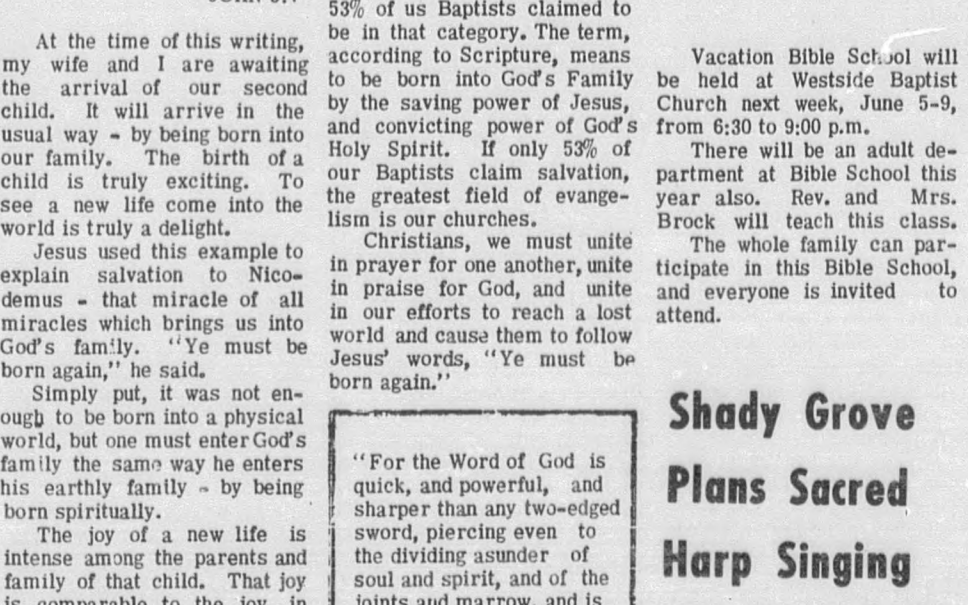 At the time of this writing,
my wife and I are awaiting
the arrival of our second
child. It will arrive in the
usual way - by being born into
our family. The birth of a
child is truly exciting. To
see a new life come into the
world is truly a delight.
Jesus used this example to
explain salvation to Nico-
demus - that miracle of all
miracles which brings us into
God's family. "Ye must be
born again," he said.
Simply put, it was not en-
ough to be born into a physical
world, but one must enter God's
family the same way he enters
his earthly family - by being
born spiritually.
The joy of a new life is
intense among the parents and
family of that child. That joy
is comparable to the joy in
53% of us Baptists claimed to
be in that category. The term,
according to Scripture, means
to be born into God's Family
by the saving power of Jesus,
and convicting power of God's
Holy Spirit. If only 53% of
our Baptists claim salvation,
the greatest field of evange-
lism is our churches.
Christians, we must unite
in prayer for one another, unite
in praise for God, and unite
in our efforts to reach a lost
world and cause them to follow
Jesus' words, "Ye must be
born again."
"For the Word of God is
quick, and powerful, and
sharper than any two-edged
sword, piercing even to
the dividing asunder of
soul and spirit, and of the
joints and marrow, and is
Vacation Bible School will
be held at Westside Baptist
Church next week, June 5-9,
from 6:30 to 9:00 p.m.
There will be an adult de-
partment at Bible School this
year also. Rev. and Mrs.
Brock will teach this class.
The whole family can par-
ticipate in this Bible School,
and everyone is invited to
attend.
Shady Grove
Plans Sacred
Harp Singing